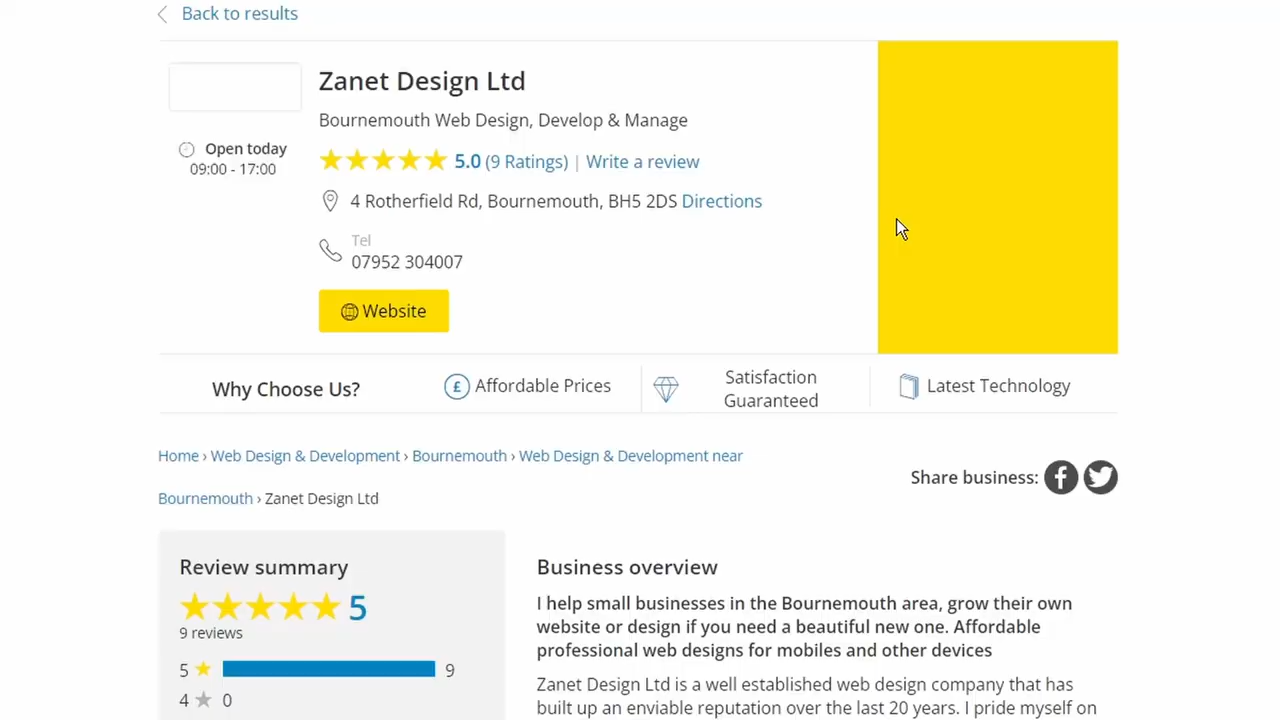 Back to results
Zanet Design Ltd
Bournemouth Web Design, Develop & Manage
Open today
09:00 - 17:00
5.0 (9 Ratings) | Write a review
4 Rotherfield Rd, Bournemouth, BH5 2DS Directions
Tel
07952 304007
Website
Why Choose Us?
£ Affordable Prices
Satisfaction
Guaranteed
Latest Technology
Home › Web Design & Development › Bournemouth › Web Design & Development near
Bournemouth › Zanet Design Ltd
Share business:
Review summary
5
9 reviews
5 9
4 0
Business overview
I help small businesses in the Bournemouth area, grow their own
website or design if you need a beautiful new one. Affordable
professional web designs for mobiles and other devices
Zanet Design Ltd is a well established web design company that has
built up an enviable reputation over the last 20 years. I pride myself on